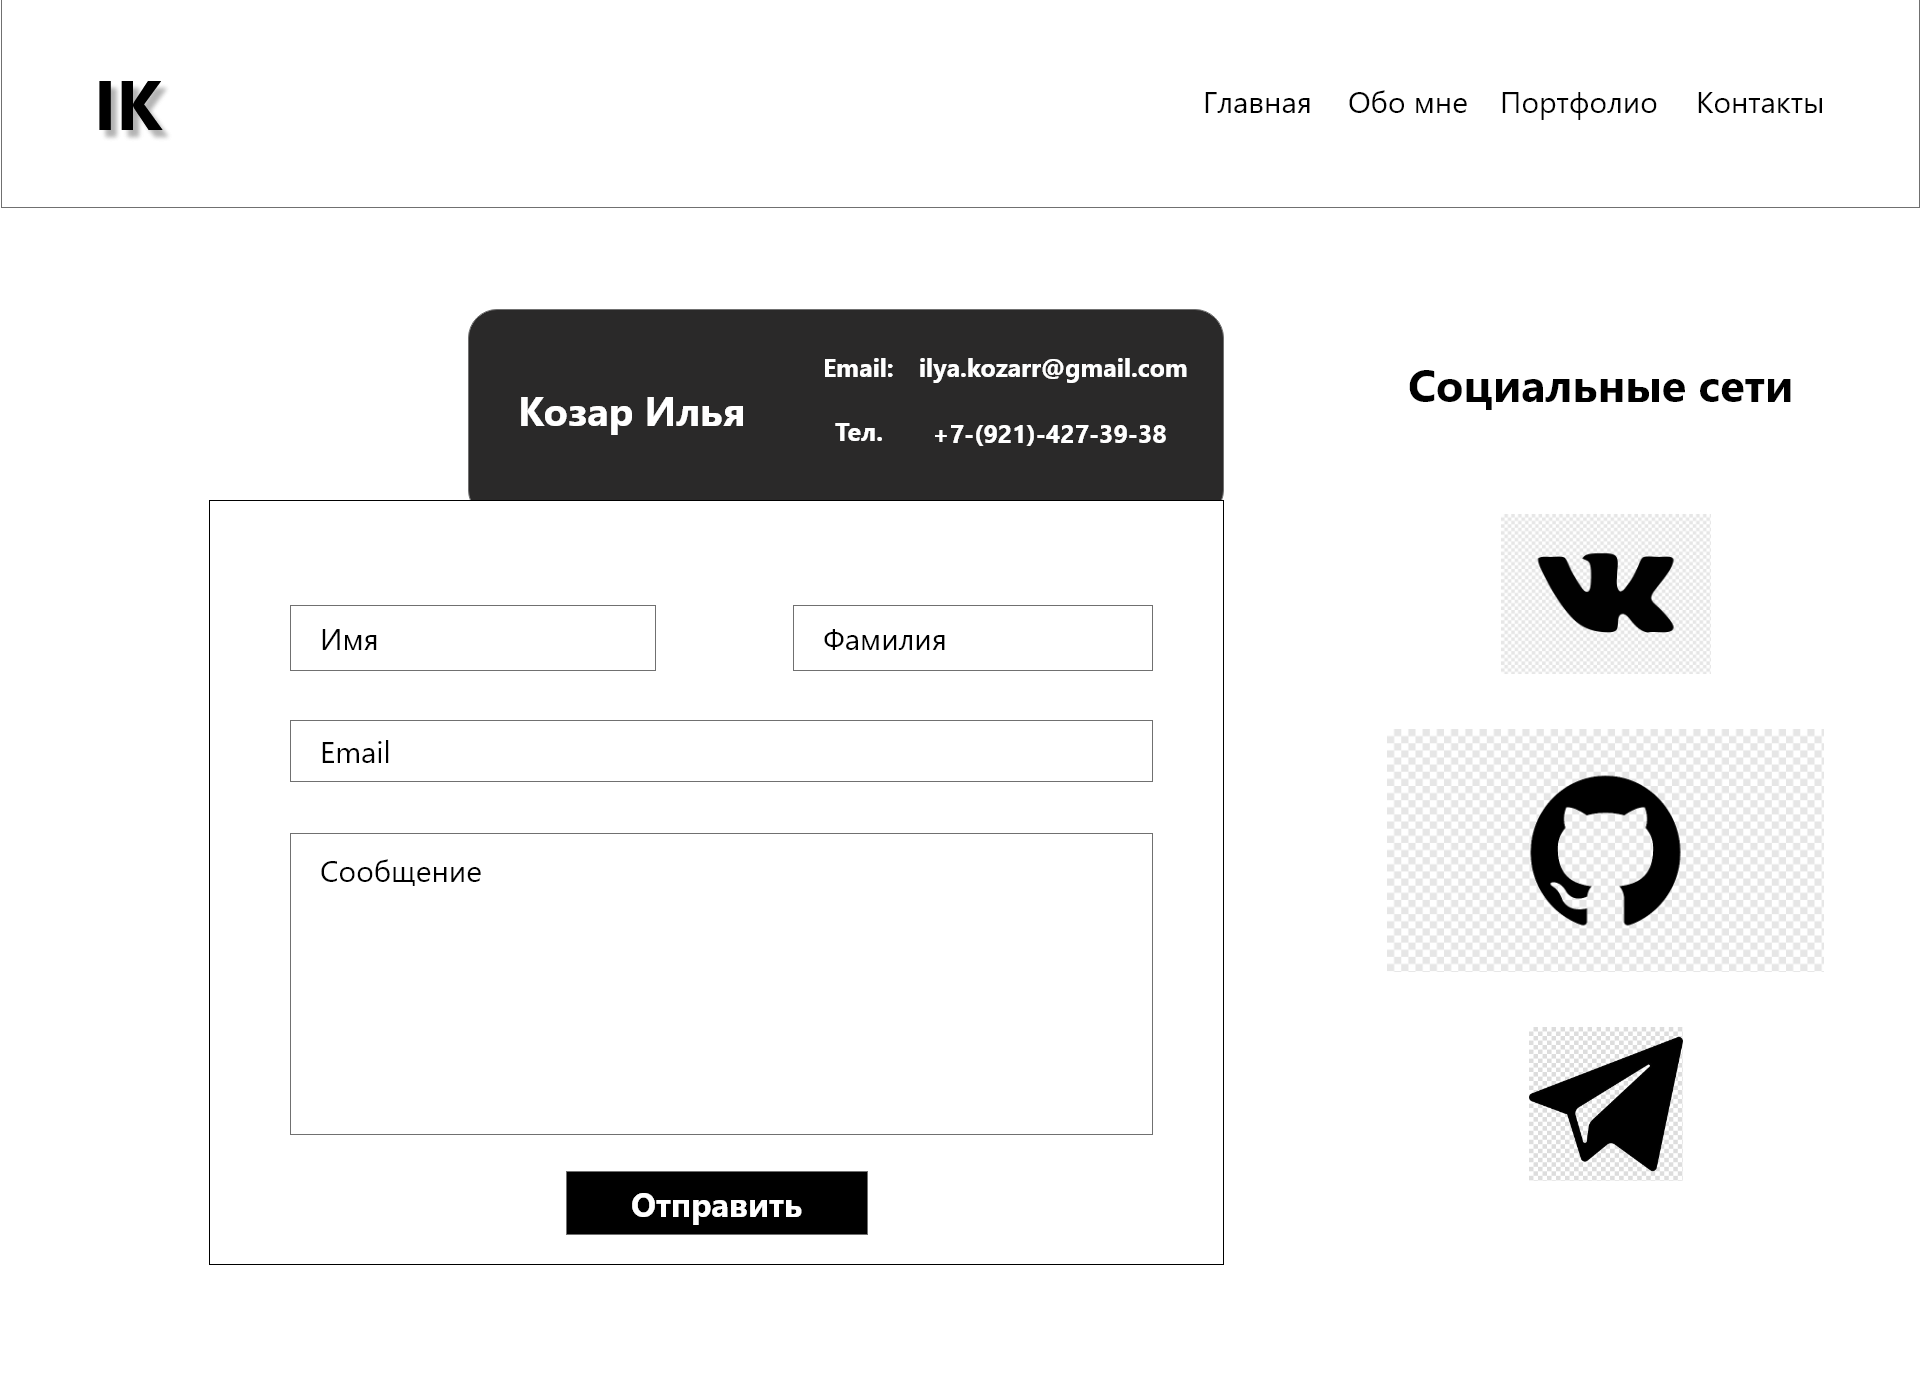 IK
Главная Обо мне Портфолио Контакты
Козар Илья
Email: ilya.kozarr@gmail.com
Тел. +7-(921)-427-39-38
Социальные сети
Имя Фамилия
Email
Сообщение
Отправить